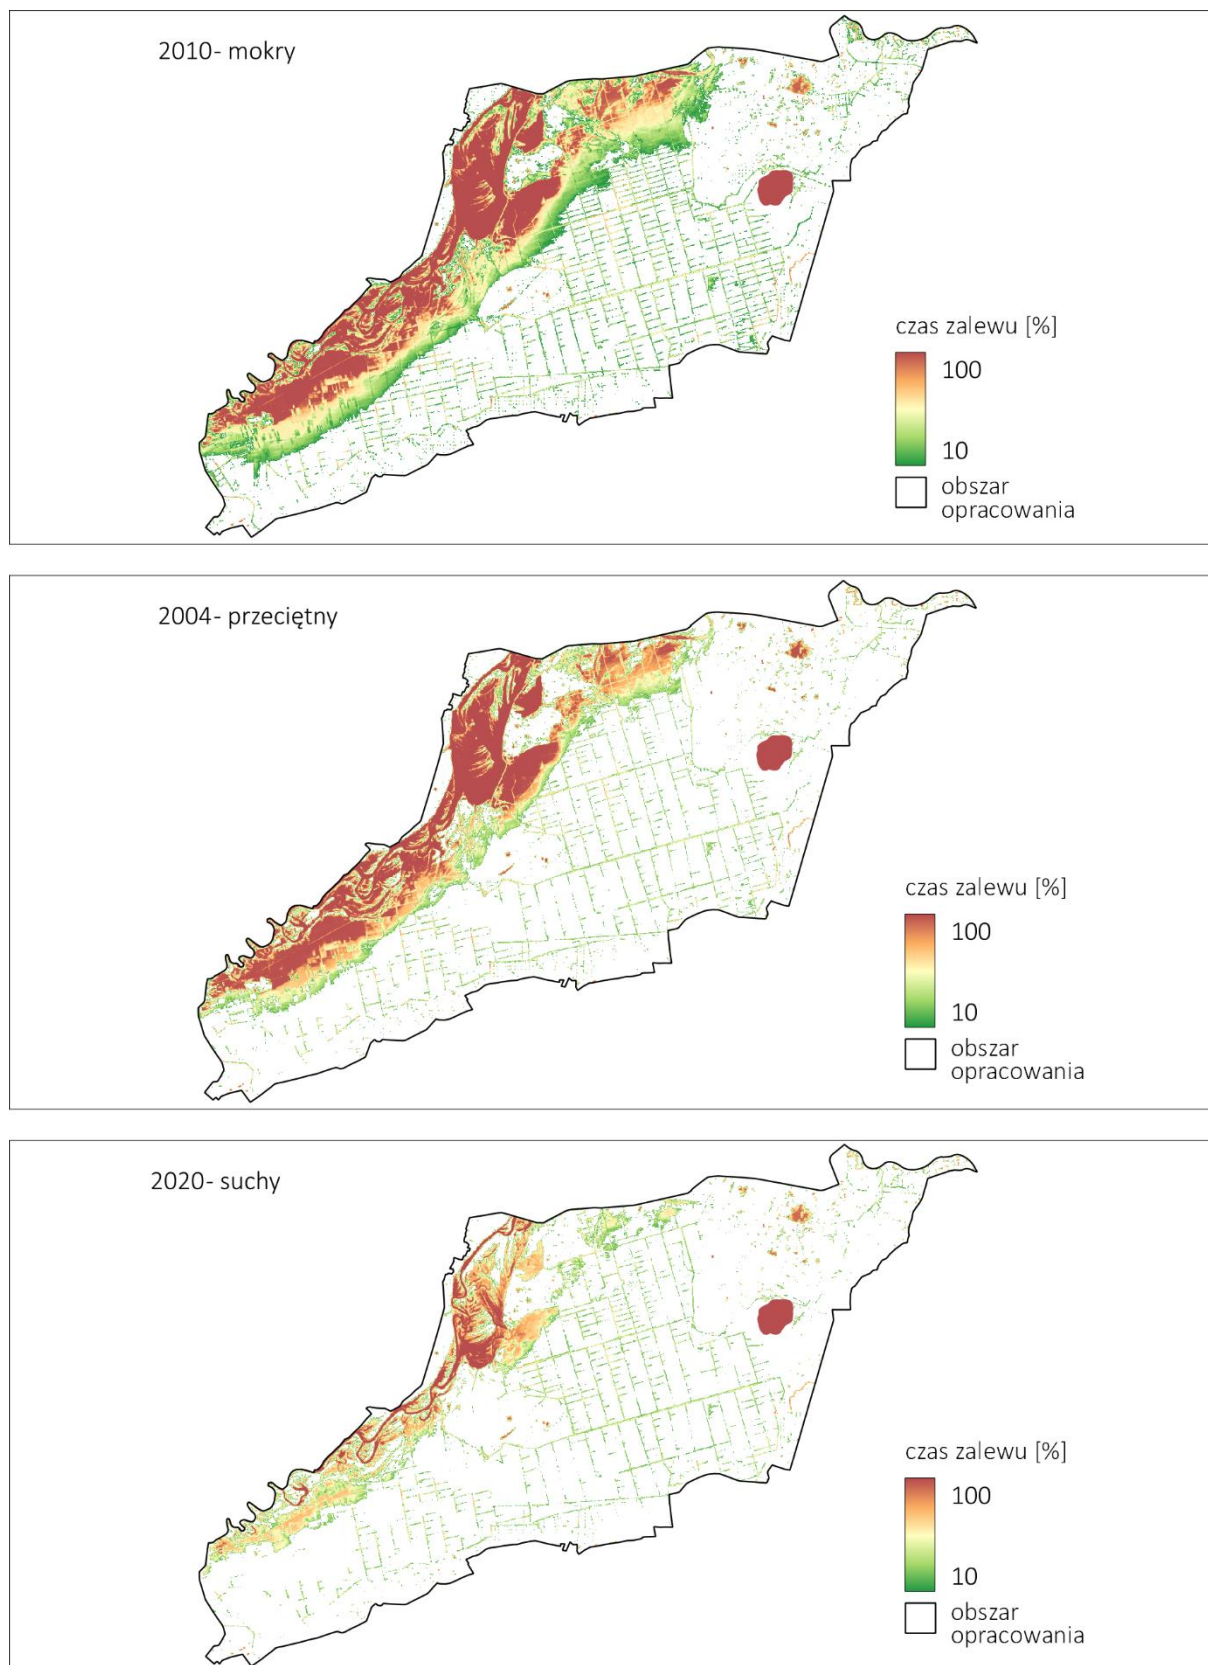 2010- mokry
czas zalewu [%]
100
10
obszar
opracowania
2004- przeciętny
czas zalewu [%]
100
10
obszar
opracowania
2020- suchy
czas zalewu [%]
100
10
obszar
opracowania